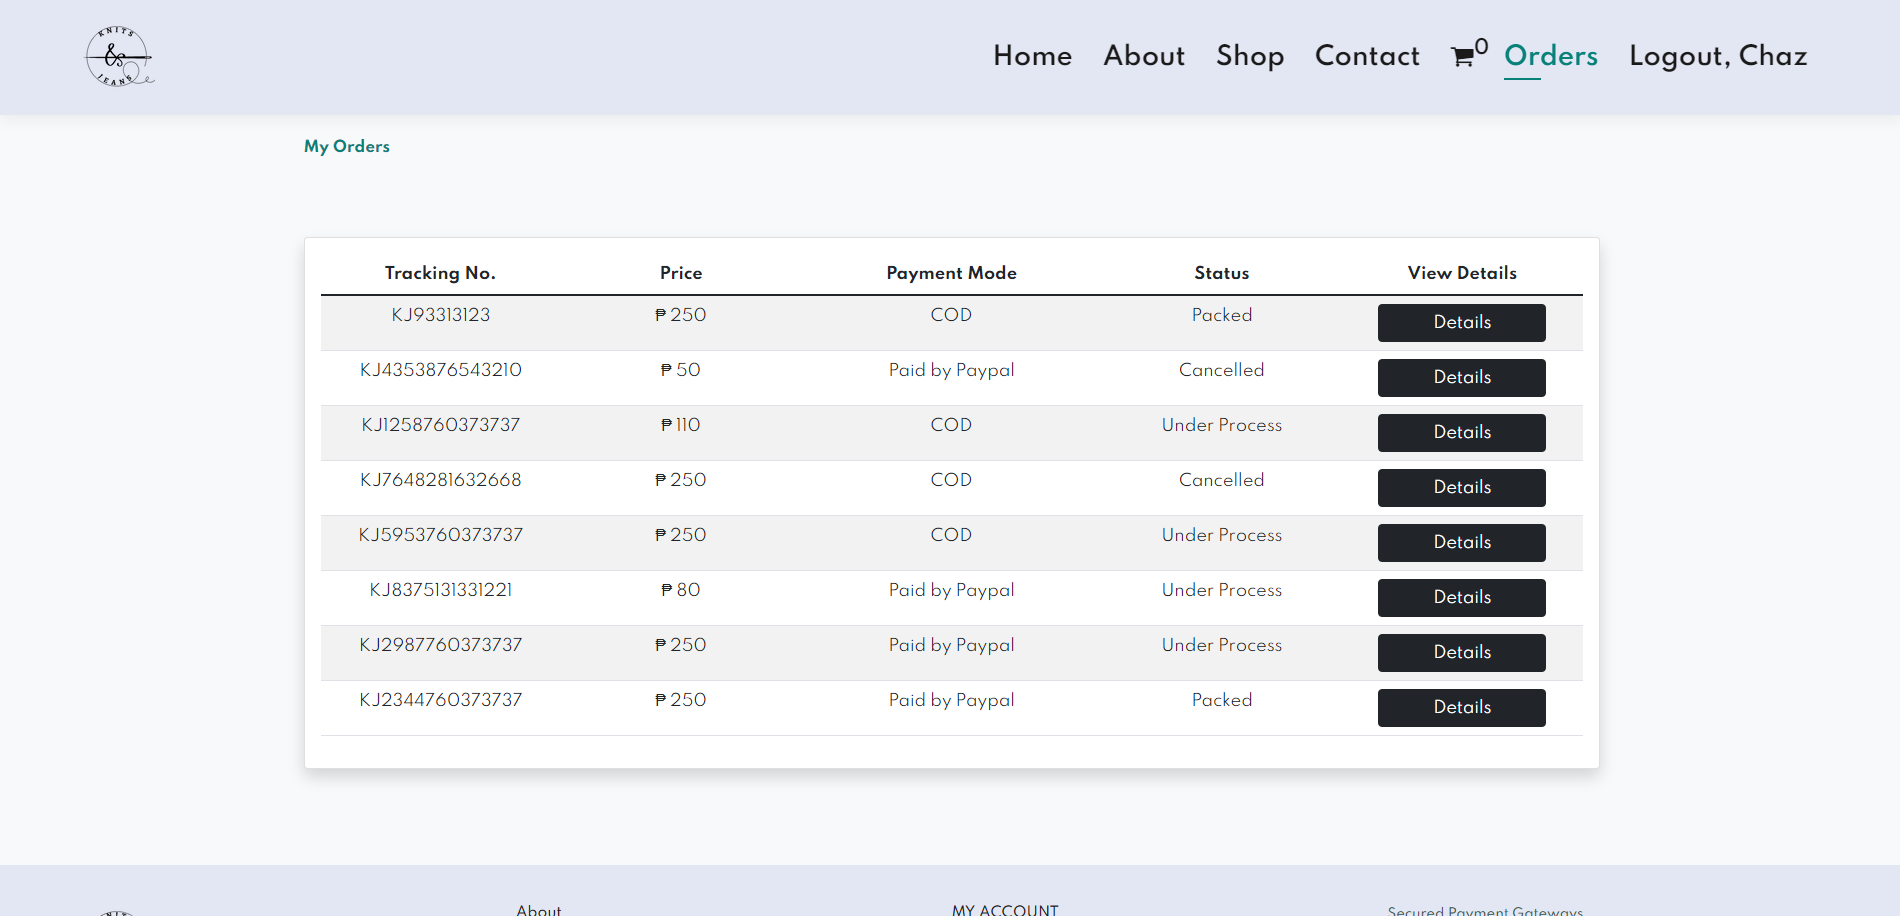 KNITS
&
JEANS
Home About Shop Contact 0 Orders Logout, Chaz
My Orders
Tracking No. Price Payment Mode Status View Details
KJ93313123 ₱ 250 COD Packed Details
KJ4353876543210 ₱ 50 Paid by Paypal Cancelled Details
KJ1258760373737 ₱ 110 COD Under Process Details
KJ7648281632668 ₱ 250 COD Cancelled Details
KJ5953760373737 ₱ 250 COD Under Process Details
KJ8375131331221 ₱ 80 Paid by Paypal Under Process Details
KJ2987760373737 ₱ 250 Paid by Paypal Under Process Details
KJ2344760373737 ₱ 250 Paid by Paypal Packed Details
KNITS About MY ACCOUNT Secured Payment Gateways